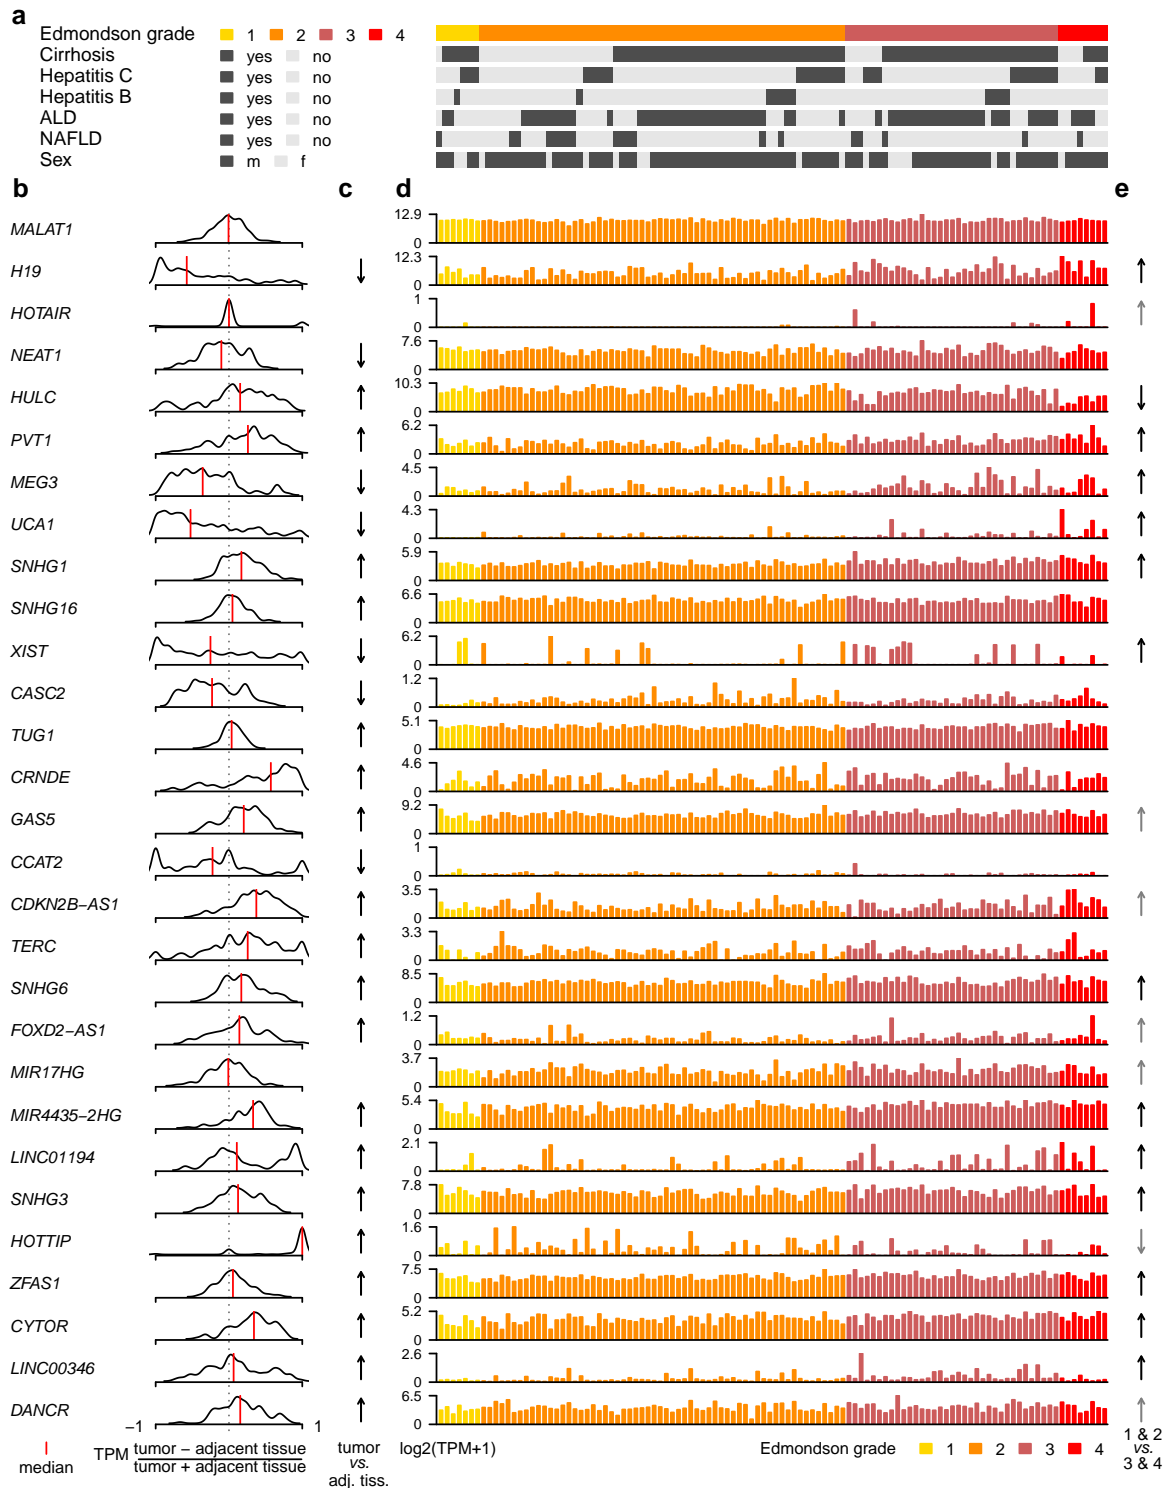 a
Edmondson grade 1 2 3 4
Cirrhosis yes no
Hepatitis C yes no
Hepatitis B yes no
ALD yes no
NAFLD yes no
Sex m f
b c d e
MALAT1 12.9 0
H19 12.3 0
HOTAIR 1 0
NEAT1 7.6 0
HULC 10.3 0
PVT1 6.2 0
MEG3 4.5 0
UCA1 4.3 0
SNHG1 5.9 0
SNHG16 6.6 0
XIST 6.2 0
CASC2 1.2 0
TUG1 5.1 0
CRNDE 4.6 0
GAS5 9.2 0
CCAT2 1 0
CDKN2B−AS1 3.5 0
TERC 3.3 0
SNHG6 8.5 0
FOXD2−AS1 1.2 0
MIR17HG 3.7 0
MIR4435−2HG 5.4 0
LINC01194 2.1 0
SNHG3 7.8 0
HOTTIP 1.6 0
ZFAS1 7.5 0
CYTOR 5.2 0
LINC00346 2.6 0
DANCR 6.5 0
−1 1
median
TPM tumor − adjacent tissue
tumor + adjacent tissue
tumor
vs.
adj. tiss.
log2(TPM+1)
Edmondson grade 1 2 3 4
1 & 2
vs.
3 & 4